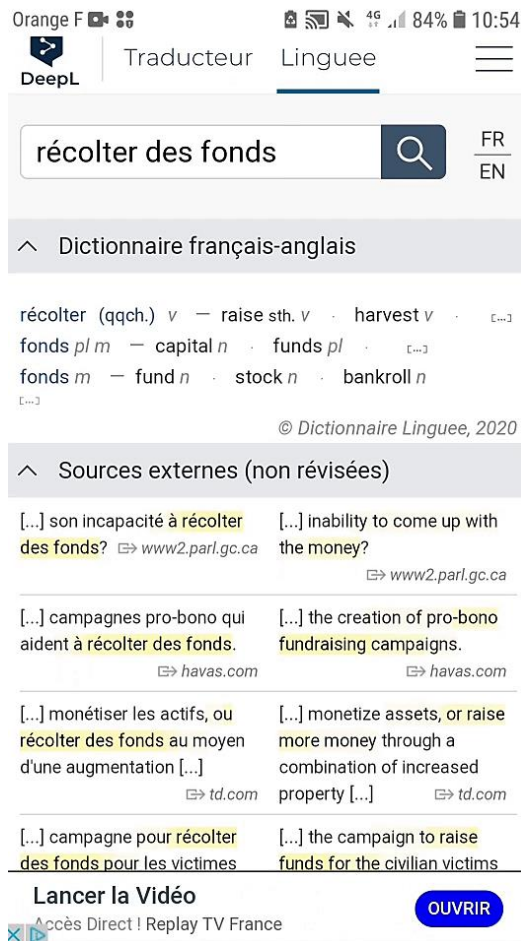 Orange F 4G 84% 10:54
DeepL Traducteur Linguee
récolter des fonds
FR
EN
Dictionnaire français-anglais
récolter (qqch.) v — raise sth. v · harvest v · [...]
fonds pl m — capital n · funds pl · [...]
fonds m — fund n · stock n · bankroll n
[...]
© Dictionnaire Linguee, 2020
Sources externes (non révisées)
[...] son incapacité à récolter
des fonds? www2.parl.gc.ca
[...] inability to come up with
the money?
www2.parl.gc.ca
[...] campagnes pro-bono qui
aident à récolter des fonds.
havas.com
[...] the creation of pro-bono
fundraising campaigns.
havas.com
[...] monétiser les actifs, ou
récolter des fonds au moyen
d'une augmentation [...]
td.com
[...] monetize assets, or raise
more money through a
combination of increased
property [...] td.com
[...] campagne pour récolter
des fonds pour les victimes
[...] the campaign to raise
funds for the civilian victims
Lancer la Vidéo
Accès Direct ! Replay TV France
OUVRIR